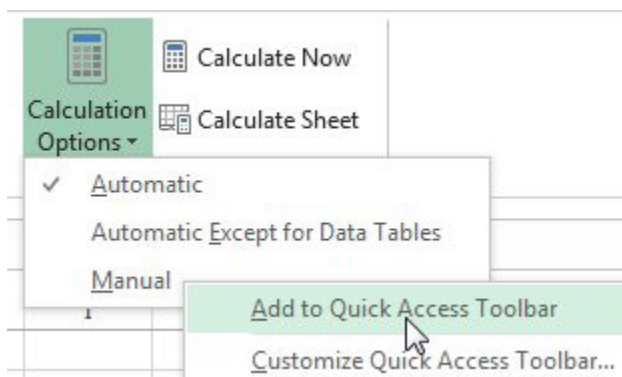 Calculate Now
Calculation
Options
Calculate Sheet
Automatic
Automatic Except for Data Tables
Manual
Add to Quick Access Toolbar
Customize Quick Access Toolbar...